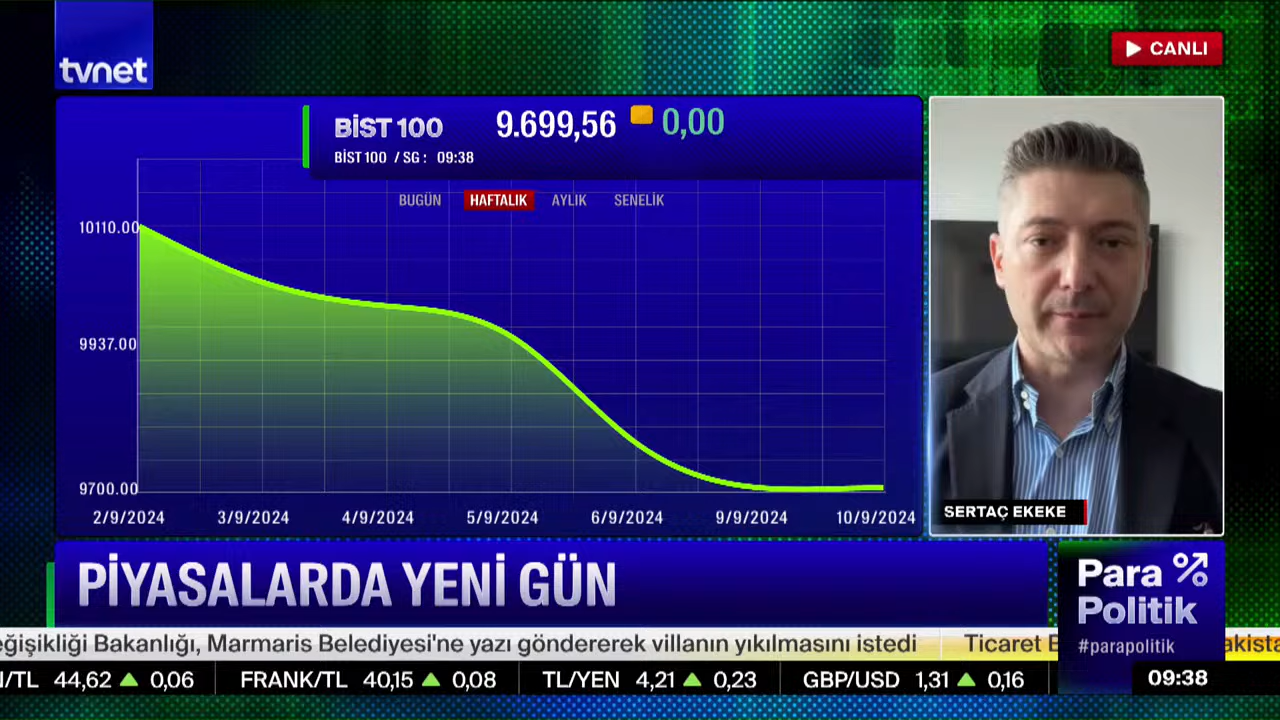 tvnet
CANLI
BİST 100 9.699,56 0,00
BİST 100 / SG : 09:38
BUGÜN HAFTALIK AYLIK SENELİK
10110.00
9937.00
9700.00
2/9/2024 3/9/2024 4/9/2024 5/9/2024 6/9/2024 9/9/2024 10/9/2024
SERTAÇ EKEKE
PİYASALARDA YENİ GÜN
Para
Politik
#parapolitik
eğişikliği Bakanlığı, Marmaris Belediyesi'ne yazı göndererek villanın yıkılmasını istedi Ticaret
/TL 44,62 0,06 FRANK/TL 40,15 0,08 TL/YEN 4,21 0,23 GBP/USD 1,31 0,16
09:38